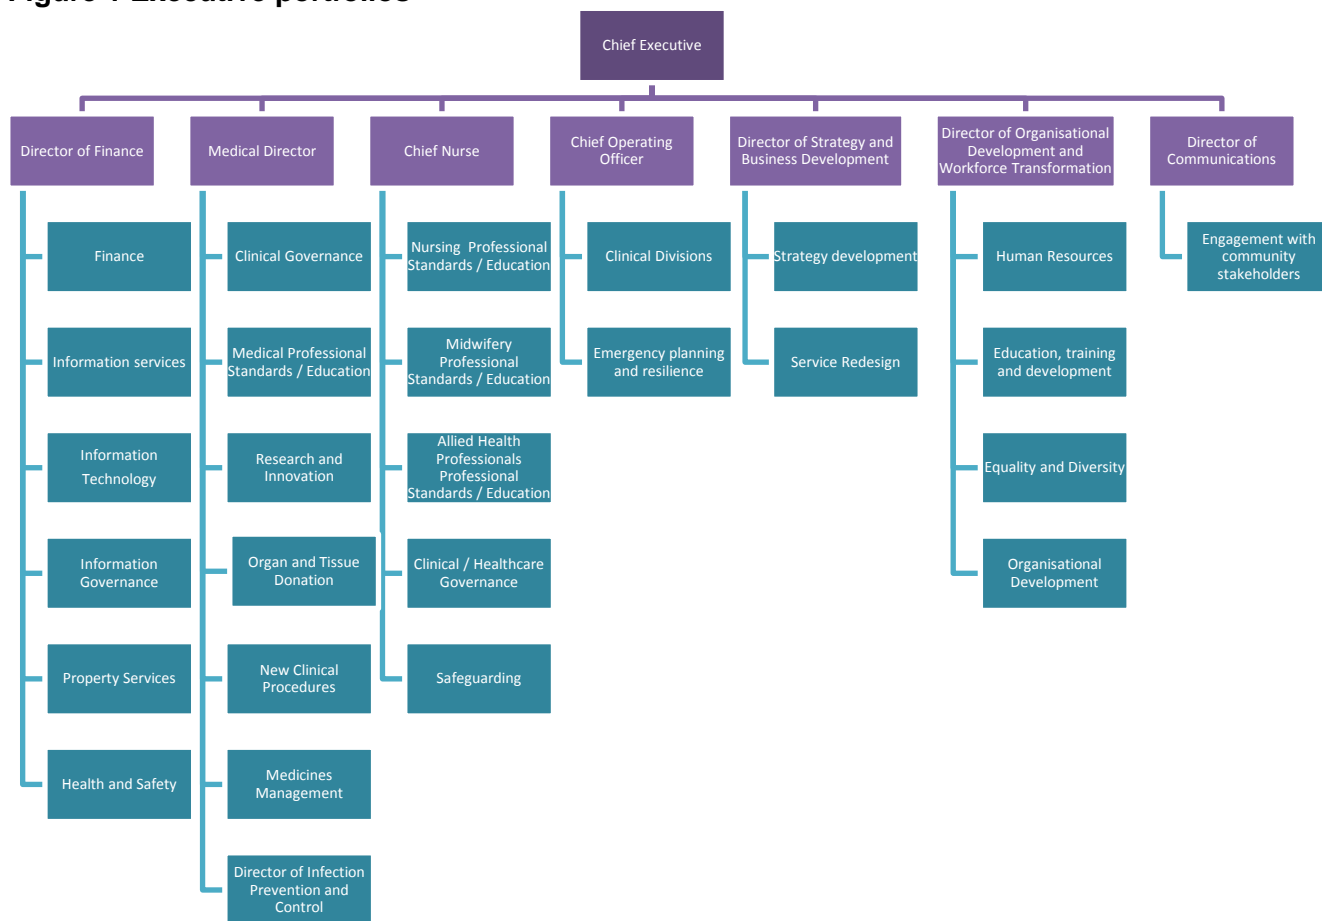 Figure 1 Executive portfolios
Chief Executive
Director of Finance
Medical Director
Chief Nurse
Chief Operating
Officer
Director of Strategy and
Business Development
Director of Organisational
Development and
Workforce Transformation
Director of
Communications
Finance
Information services
Information
Technology
Information
Governance
Property Services
Health and Safety
Clinical Governance
Medical Professional
Standards / Education
Research and
Innovation
Organ and Tissue
Donation
New Clinical
Procedures
Medicines
Management
Director of Infection
Prevention and
Control
Nursing  Professional
Standards / Education
Midwifery
Professional
Standards / Education
Allied Health
Professionals
Professional
Standards / Education
Clinical / Healthcare
Governance
Safeguarding
Clinical Divisions
Emergency planning
and resilience
Strategy development
Service Redesign
Human Resources
Education, training
and development
Equality and Diversity
Organisational
Development
Engagement with
community
stakeholders